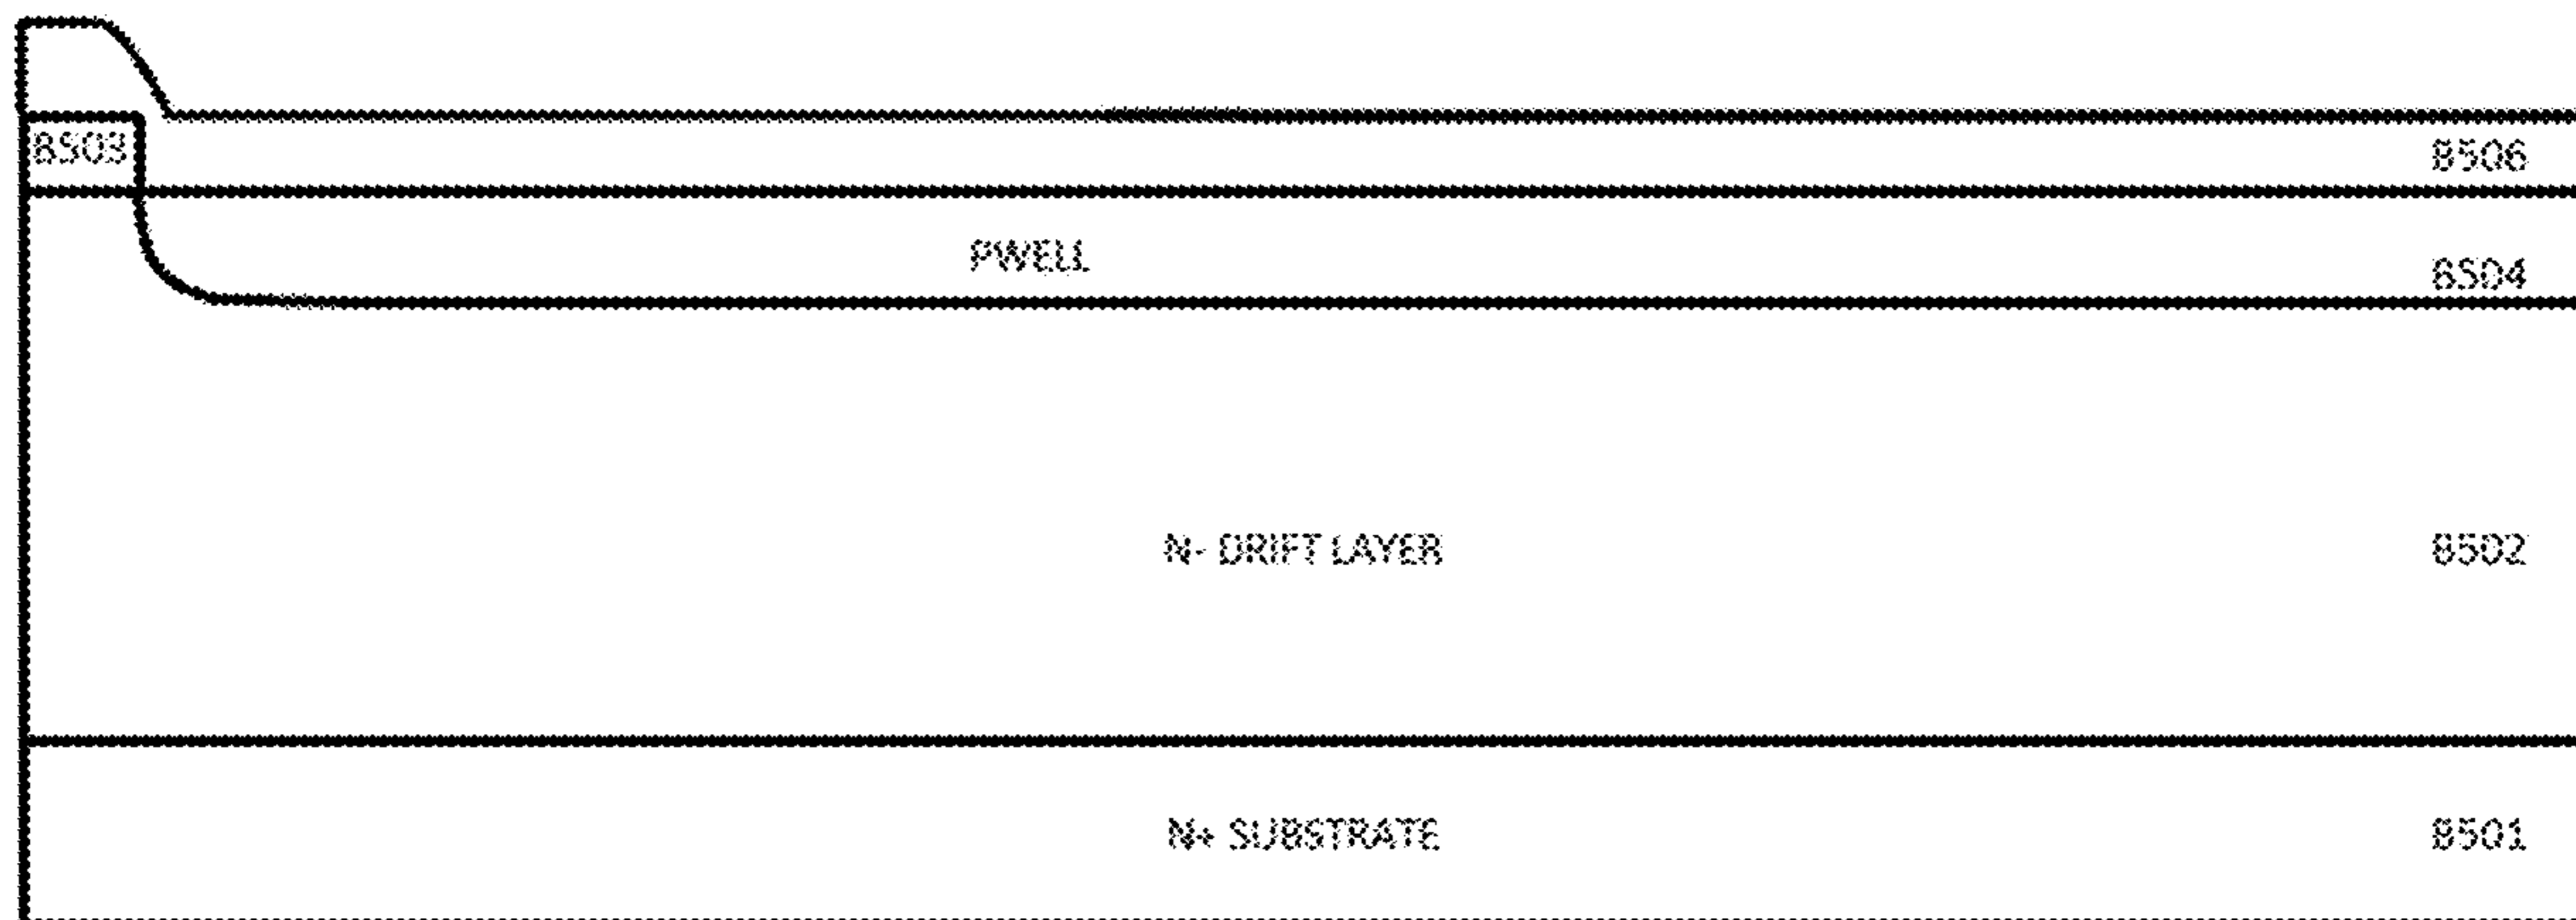 8503
8506
PWELL
8504
N- DRIFT LAYER 8502
N+ SUBSTRATE 8501